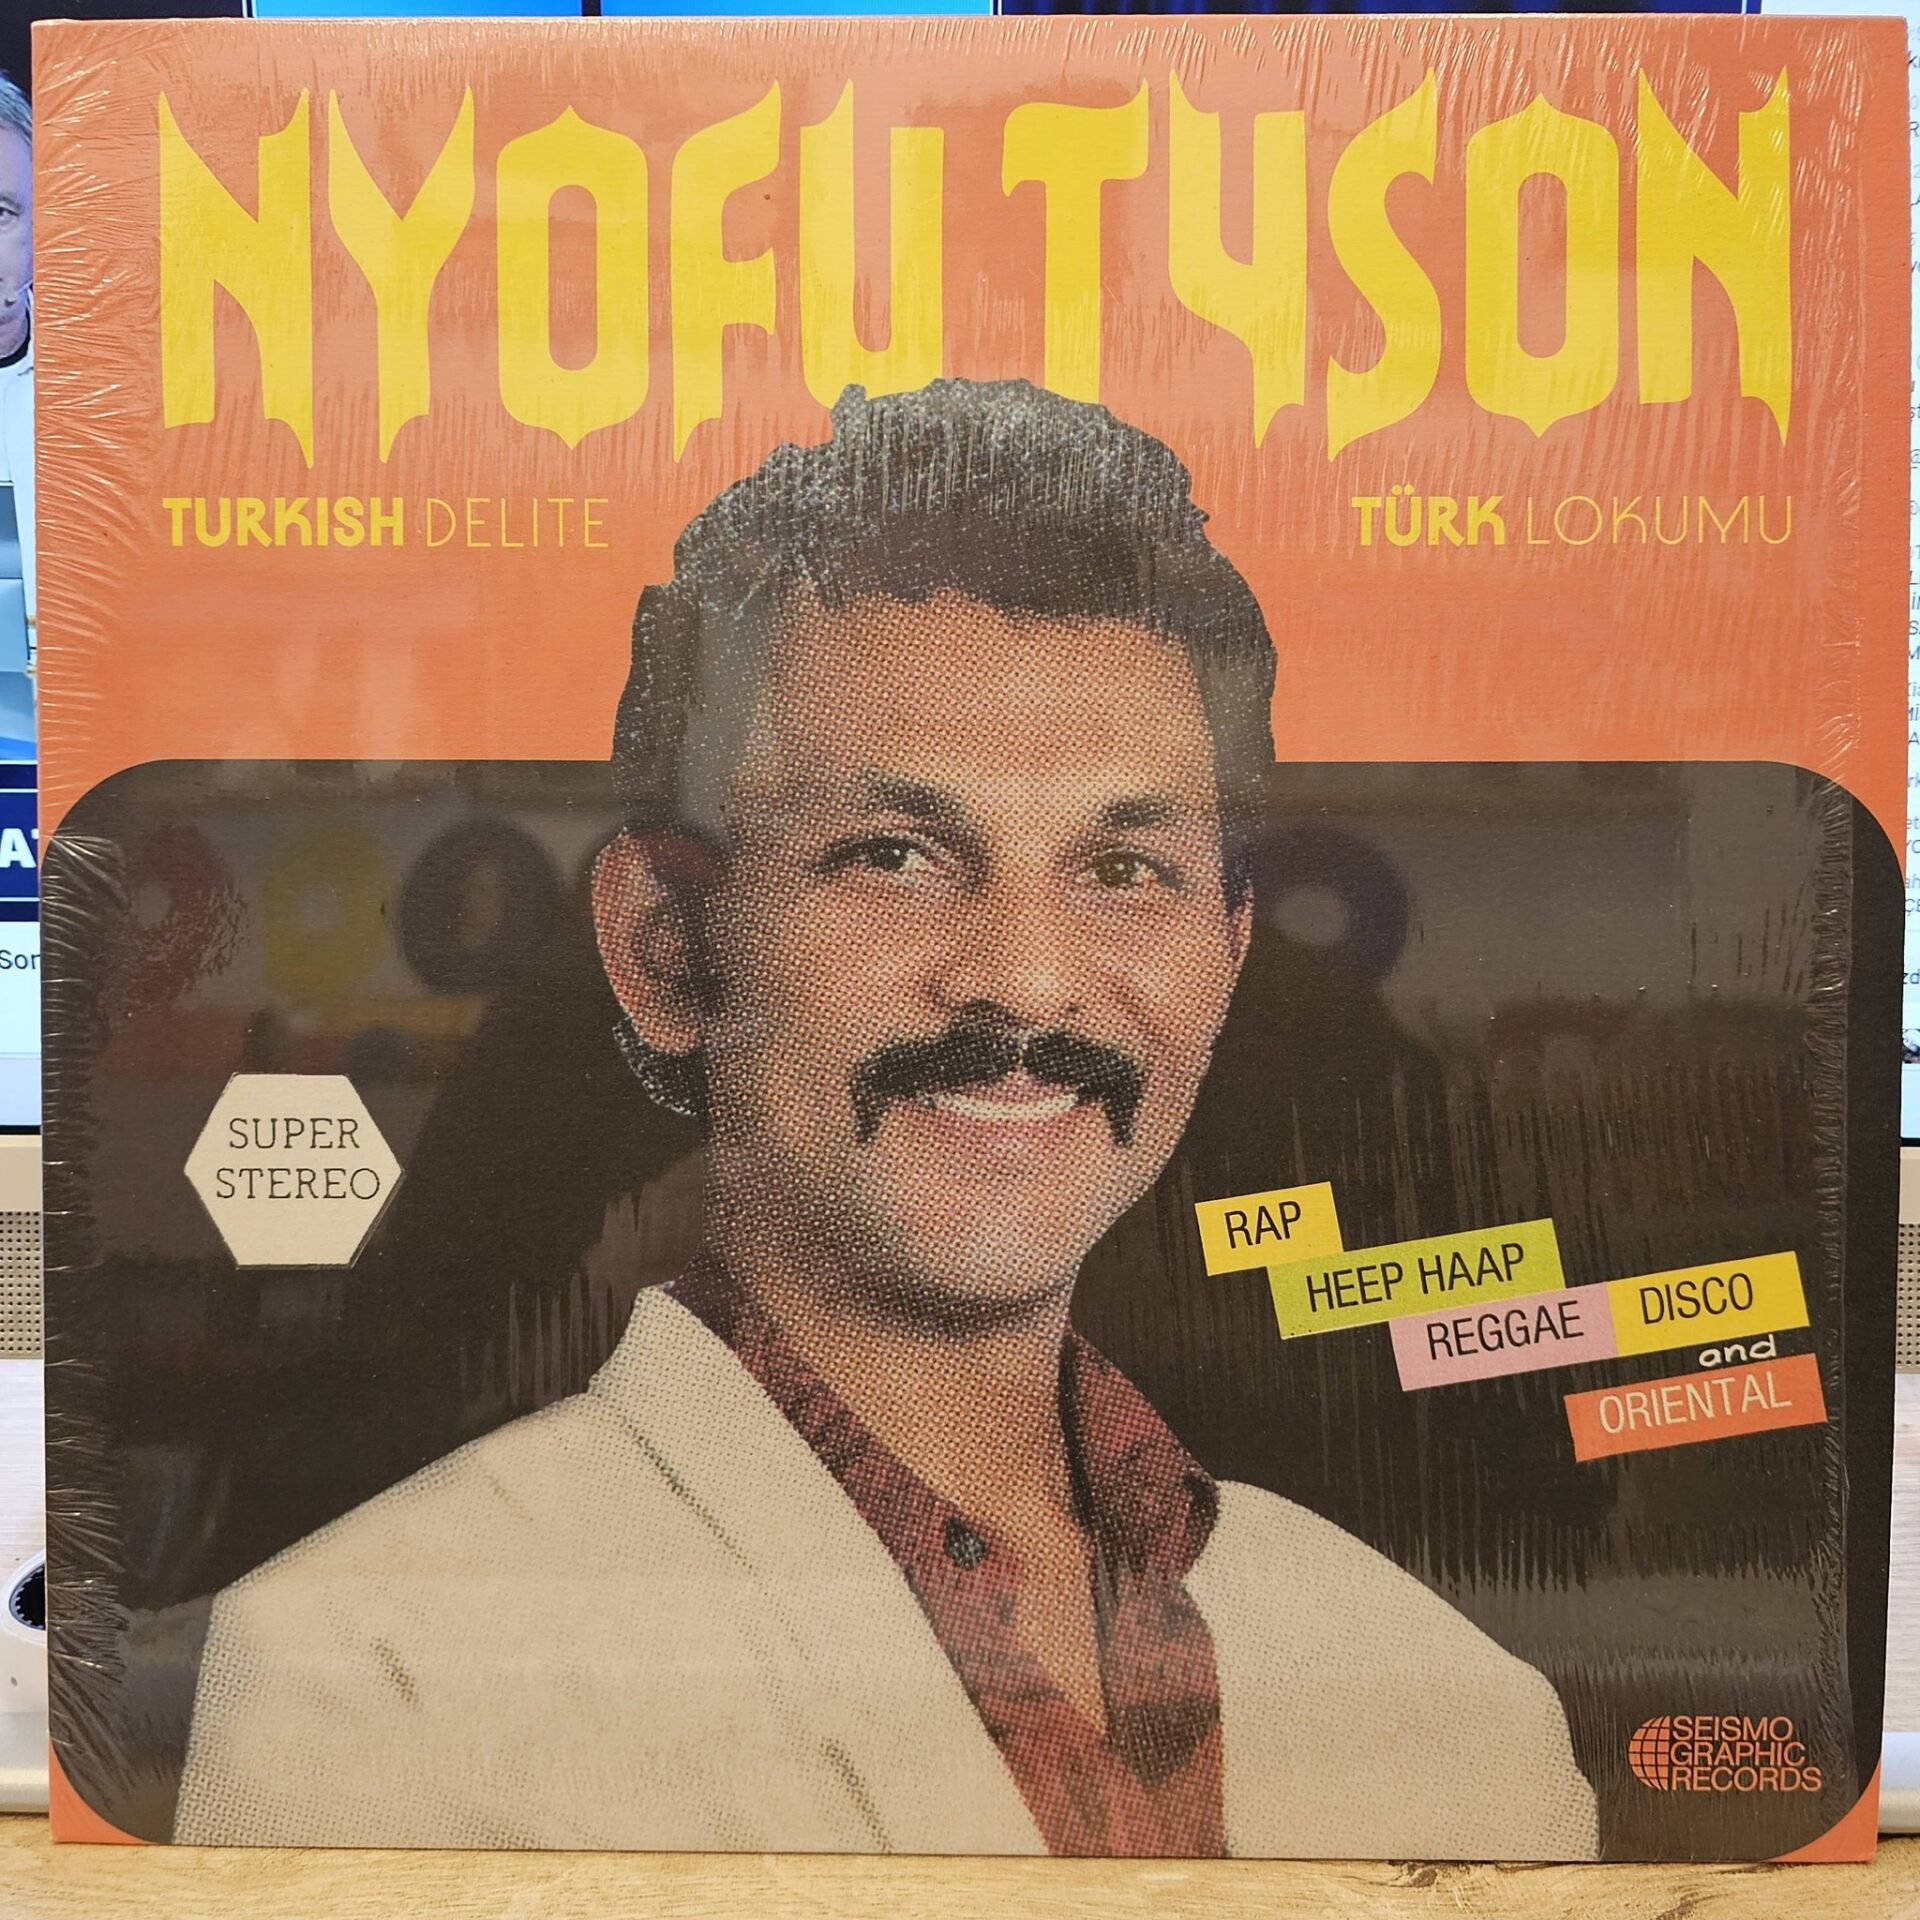 NYOFU TYSON
TURKISH DELITE
TÜRK LOKUMU
SUPER
STEREO
RAP
HEEP HAAP
REGGAE
DISCO
and
ORIENTAL
SEISMO
GRAPHIC
RECORDS